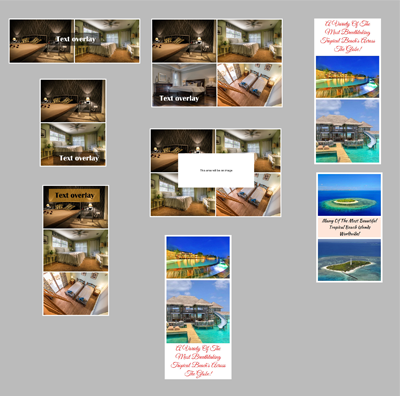 Text overlay
Text overlay
Text overlay
Text overlay
This area will be an image
A Variety Of The
Most Breathtaking
Tropical Beach's Across
The Globe!
Many Of The Most Beautiful
Tropical Beach Islands
Worldwide!
A Variety Of The
Most Breathtaking
Tropical Beach's Across
The Globe!